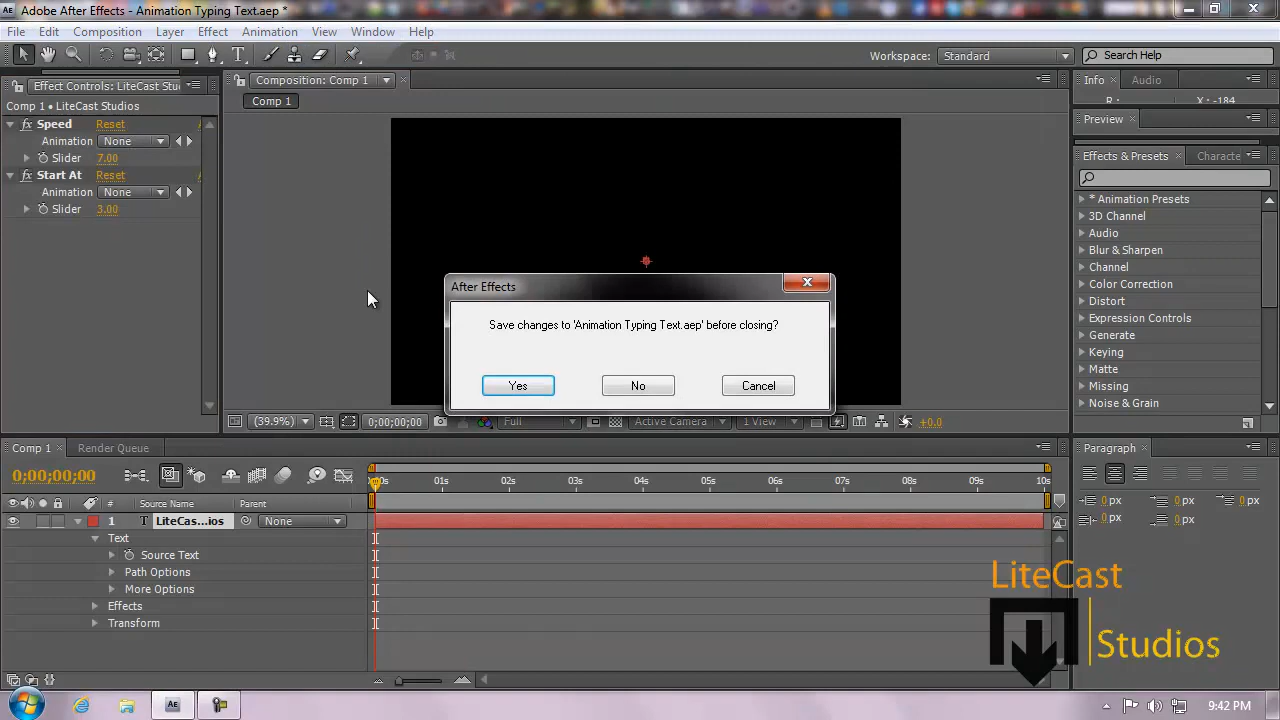 Adobe After Effects - Animation Typing Text.aep *
File Edit Composition Layer Effect Animation View Window Help
Workspace: Standard Search Help
Effect Controls: LiteCast Stu
Composition: Comp 1
Info Audio
Comp 1 • LiteCast Studios
Comp 1
R : X : -184
Speed Reset
Preview
Animation None
Slider 7.00
Effects & Presets Characte
Start At Reset
Animation None
Slider 3.00
* Animation Presets
3D Channel
Audio
Blur & Sharpen
Channel
Color Correction
Distort
Expression Controls
Generate
Keying
Matte
Missing
Noise & Grain
After Effects
Save changes to 'Animation Typing Text.aep' before closing?
Yes No Cancel
(39.9%) 0;00;00;00 Full Active Camera 1 View +0.0
Comp 1 Render Queue
Paragraph
0;00;00;00
01s 02s 03s 04s 05s 06s 07s 08s 09s 10s
# Source Name Parent
0 px 0 px 0 px
0 px 0 px
1 T LiteCas...ios None
Text
Source Text
Path Options
More Options
Effects
Transform
LiteCast
Studios
Ae
9:42 PM